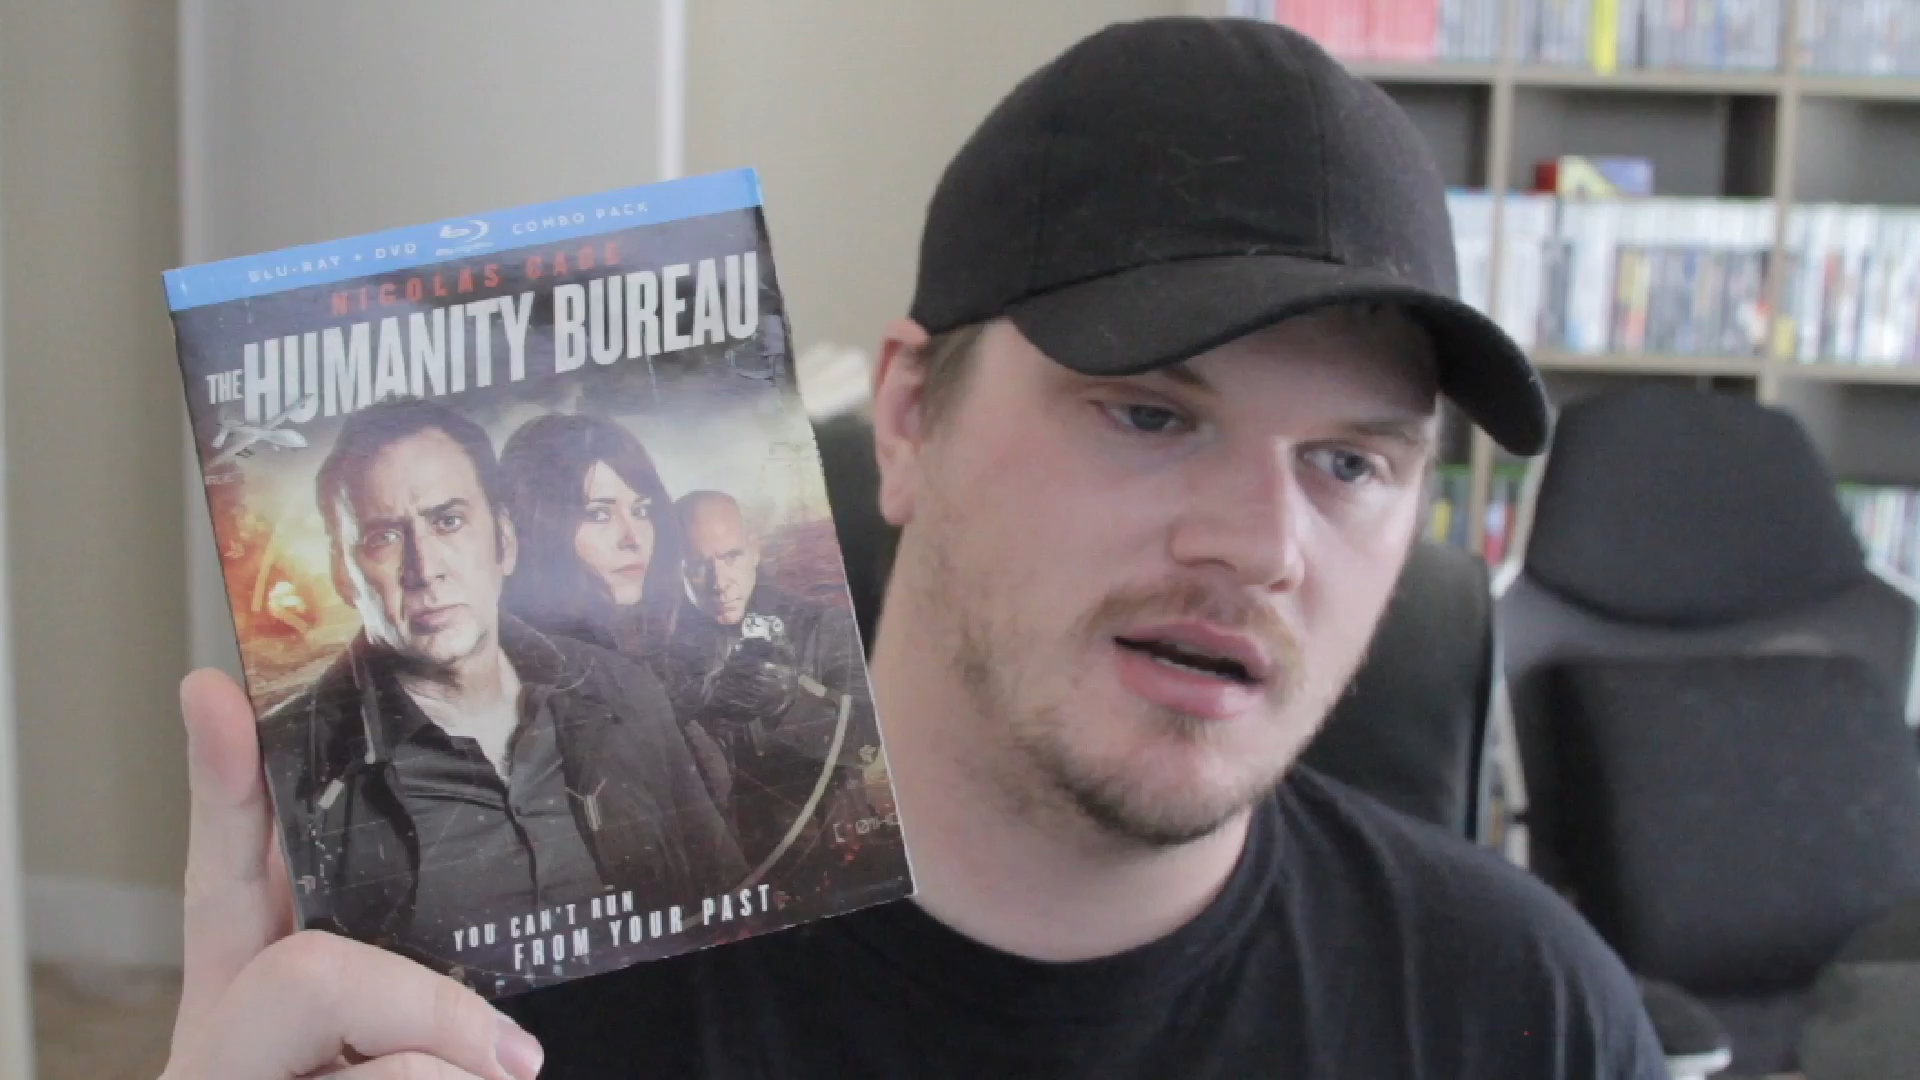 BLU-RAY + DVD COMBO PACK
NICOLAS CAGE
THE HUMANITY BUREAU
YOU CAN'T RUN
FROM YOUR PAST